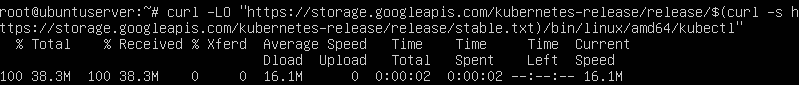 root@ubuntuserver:~# curl -LO "https://storage.googleapis.com/kubernetes-release/release/$(curl -s h
ttps://storage.googleapis.com/kubernetes-release/release/stable.txt)/bin/linux/amd64/kubectl"
  % Total    % Received % Xferd  Average Speed   Time    Time     Time  Current
                                 Dload  Upload   Total   Spent    Left  Speed
100 38.3M  100 38.3M    0     0  16.1M      0  0:00:02  0:00:02 --:--:-- 16.1M